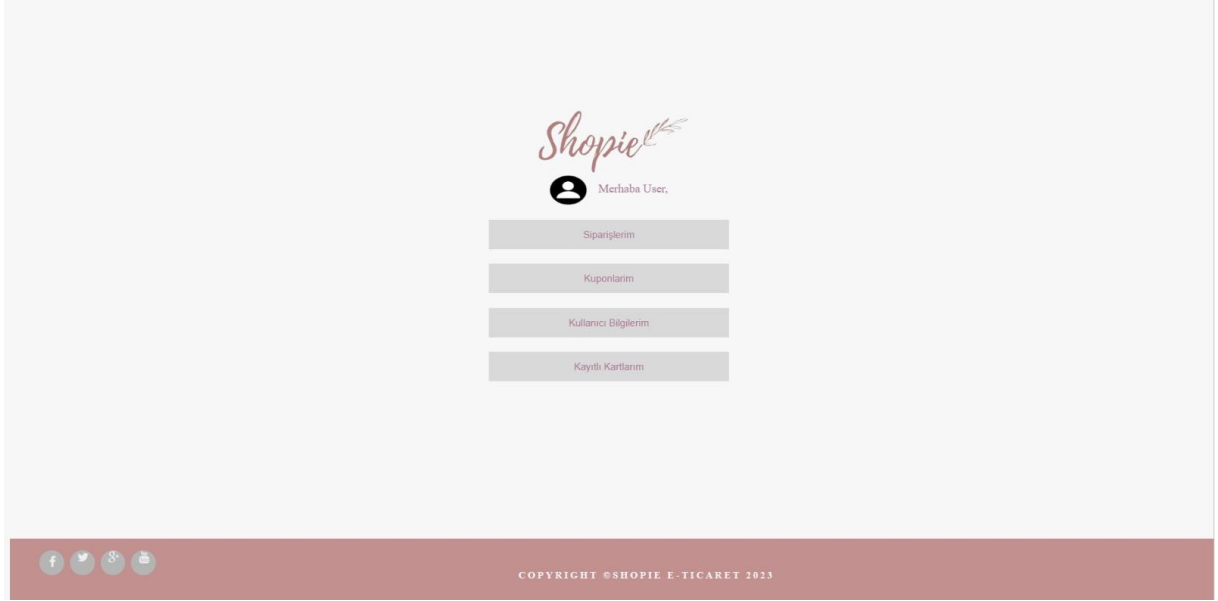 Shopie
Merhaba User,
Siparişlerim
Kuponlarım
Kullanıcı Bilgilerim
Kayıtlı Kartlarım
COPYRIGHT ©SHOPIE E-TICARET 2023